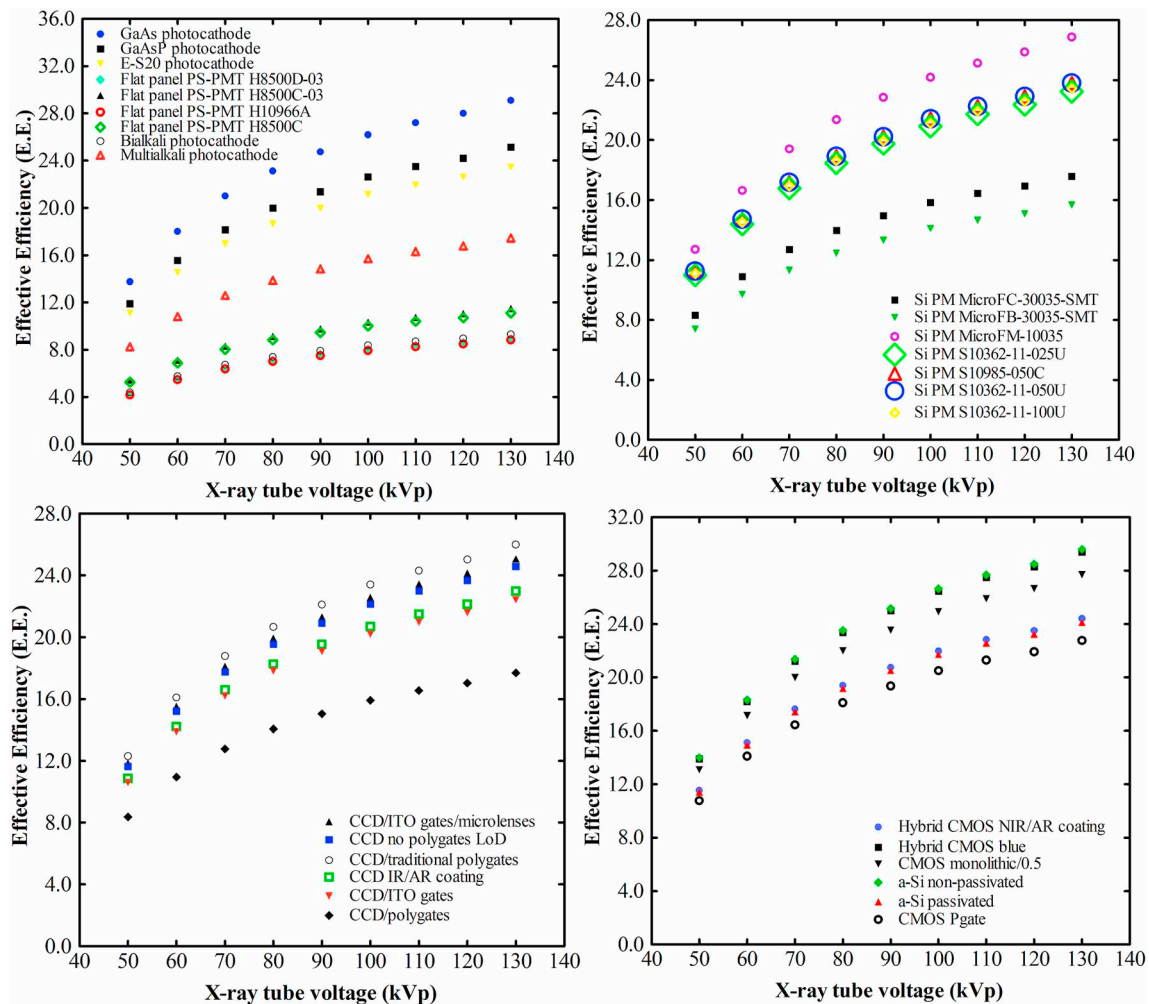 36.0
32.0
28.0
24.0
20.0
16.0
12.0
8.0
4.0
0.0
Effective Efficiency (E.E.)
GaAs photocathode
GaAsP photocathode
E-S20 photocathode
Flat panel PS-PMT H8500D-03
Flat panel PS-PMT H8500C-03
Flat panel PS-PMT H10966A
Flat panel PS-PMT H8500C
Bialkali photocathode
Multialkali photocathode
40 50 60 70 80 90 100 110 120 130 140
X-ray tube voltage (kVp)
28.0
24.0
20.0
16.0
12.0
8.0
4.0
0.0
Effective Efficiency (E.E.)
Si PM MicroFC-30035-SMT
Si PM MicroFB-30035-SMT
Si PM MicroFM-10035
Si PM S10362-11-025U
Si PM S10985-050C
Si PM S10362-11-050U
Si PM S10362-11-100U
40 50 60 70 80 90 100 110 120 130 140
X-ray tube voltage (kVp)
28.0
24.0
20.0
16.0
12.0
8.0
4.0
0.0
Effective Efficiency (E.E.)
CCD/ITO gates/microlenses
CCD no polygates LoD
CCD/traditional polygates
CCD IR/AR coating
CCD/ITO gates
CCD/polygates
40 50 60 70 80 90 100 110 120 130 140
X-ray tube voltage (kVp)
32.0
28.0
24.0
20.0
16.0
12.0
8.0
4.0
0.0
Effective Efficiency (E.E.)
Hybrid CMOS NIR/AR coating
Hybrid CMOS blue
CMOS monolithic/0.5
a-Si non-passivated
a-Si passivated
CMOS Pgate
40 50 60 70 80 90 100 110 120 130 140
X-ray tube voltage (kVp)